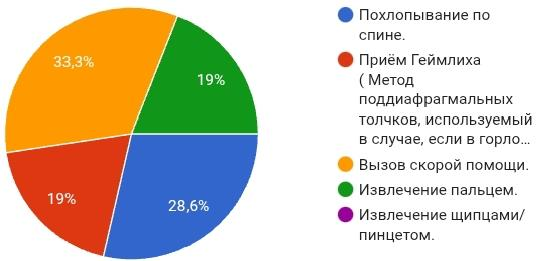 33,3%
19%
19%
28,6%
Похлопывание по
спине.
Приём Геймлиха
( Метод
поддиафрагмальных
толчков, используемый
в случае, если в горло...
Вызов скорой помощи.
Извлечение пальцем.
Извлечение щипцами/
пинцетом.